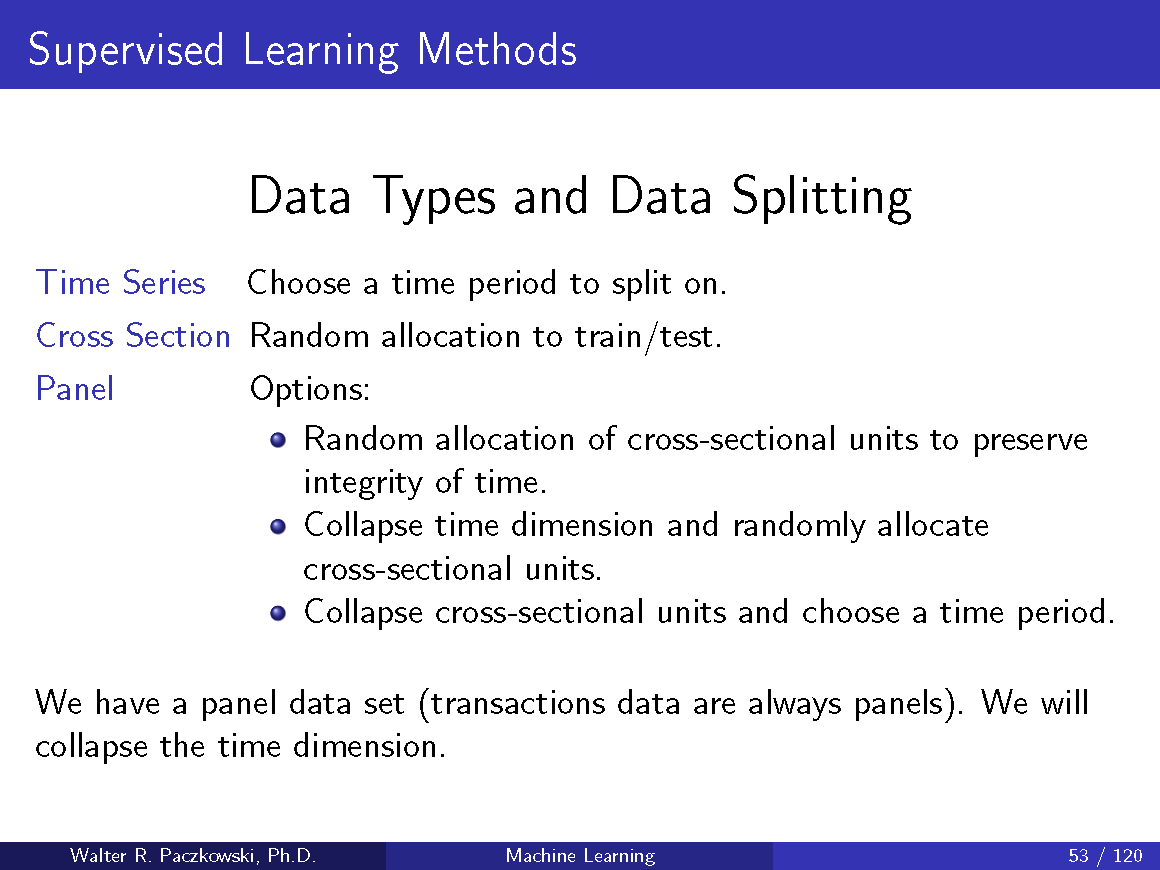 Supervised Learning Methods
Data Types and Data Splitting
Time Series Choose a time period to split on.
Cross Section Random allocation to train/test.
Panel Options:
Random allocation of cross-sectional units to preserve
integrity of time.
Collapse time dimension and randomly allocate
cross-sectional units.
Collapse cross-sectional units and choose a time period.
We have a panel data set (transactions data are always panels). We will
collapse the time dimension.
Walter R. Paczkowski, Ph.D. Machine Learning 53 / 120